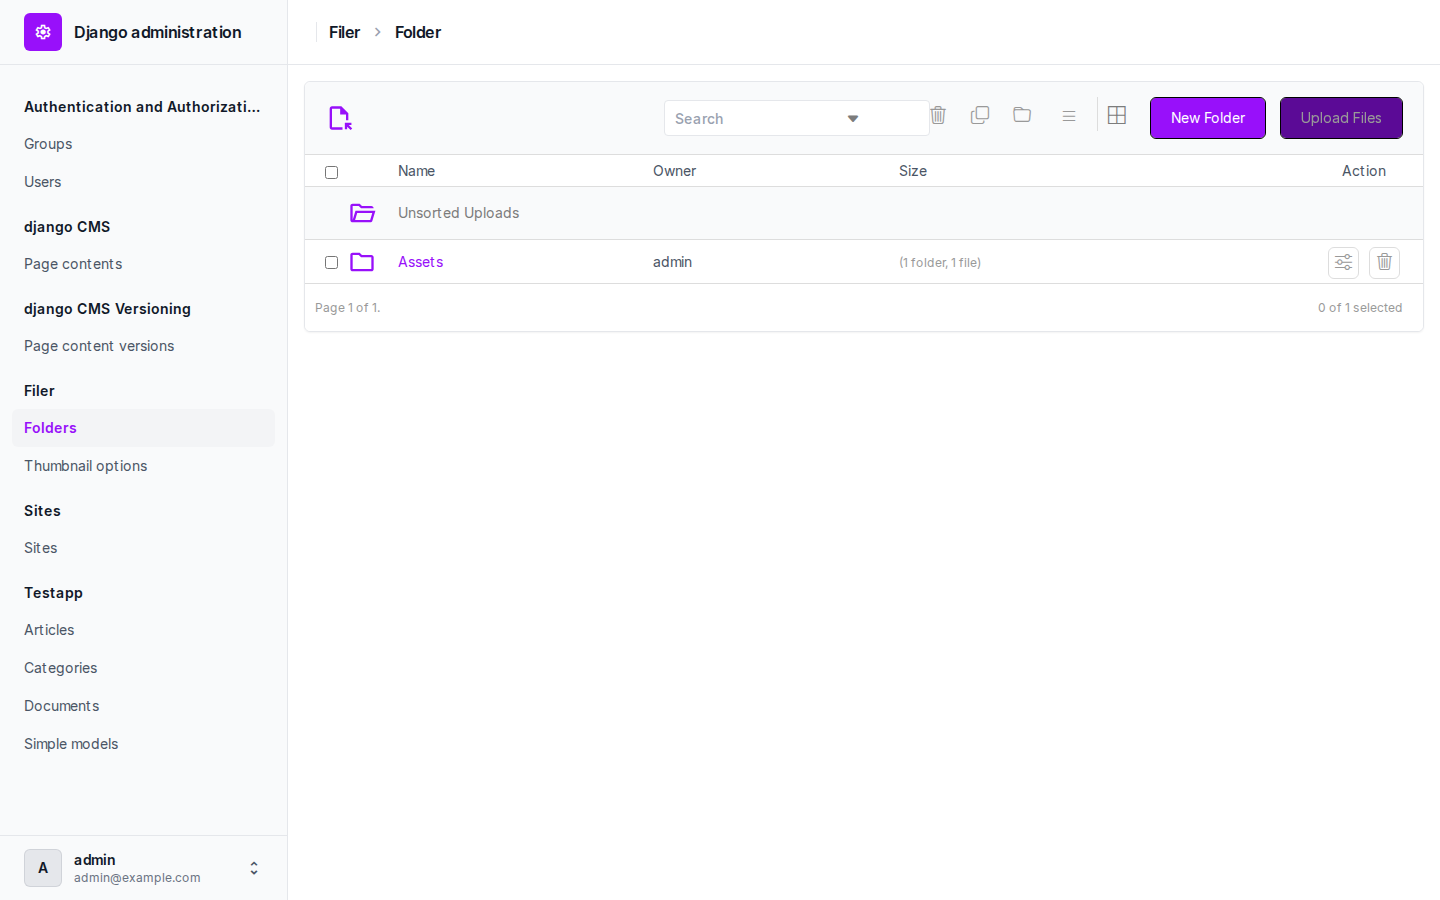 Django administration
Filer
Folder
Authentication and Authorizati...
Groups
Users
django CMS
Page contents
django CMS Versioning
Page content versions
Filer
Folders
Thumbnail options
Sites
Sites
Testapp
Articles
Categories
Documents
Simple models
A
admin
admin@example.com
Search
New Folder
Upload Files
Name Owner Size Action
Unsorted Uploads
Assets admin (1 folder, 1 file)
Page 1 of 1. 0 of 1 selected